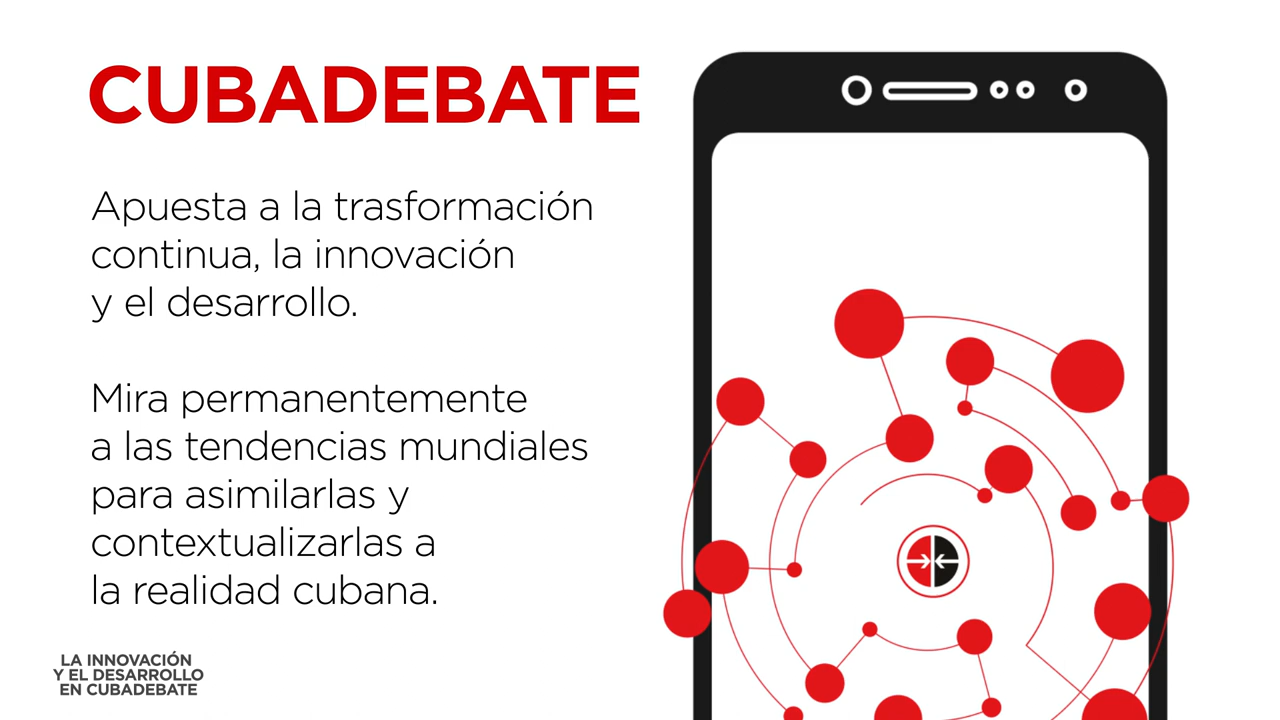 CUBADEBATE
Apuesta a la trasformación
continua, la innovación
y el desarrollo.
Mira permanentemente
a las tendencias mundiales
para asimilarlas y
contextualizarlas a
la realidad cubana.
LA INNOVACIÓN
Y EL DESARROLLO
EN CUBADEBATE